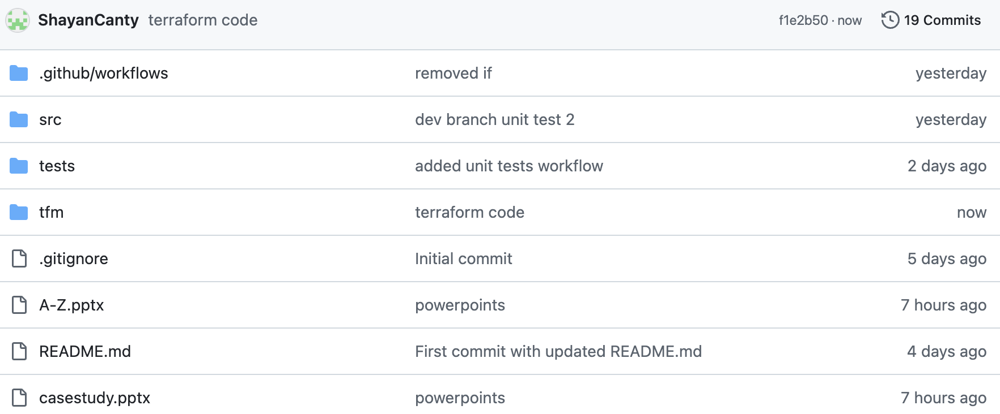 ShayanCanty terraform code f1e2b50 · now 19 Commits
.github/workflows removed if yesterday
src dev branch unit test 2 yesterday
tests added unit tests workflow 2 days ago
tfm terraform code now
.gitignore Initial commit 5 days ago
A-Z.pptx powerpoints 7 hours ago
README.md First commit with updated README.md 4 days ago
casestudy.pptx powerpoints 7 hours ago